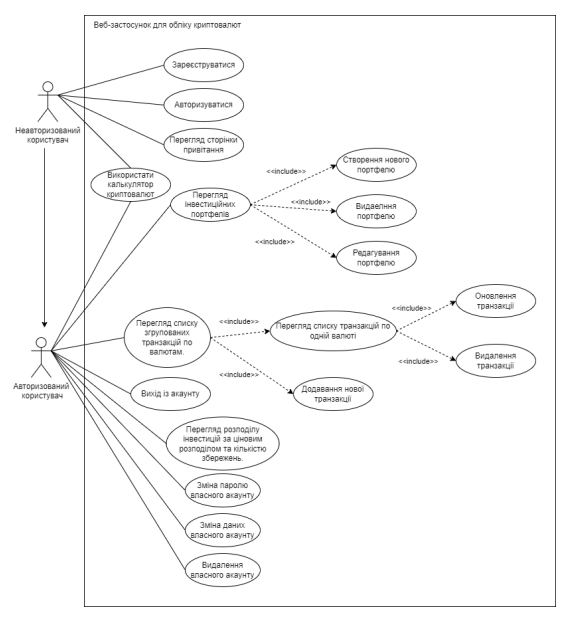 Веб-застосунок для обліку криптовалют
Зареєструватися
Неавторизований
користувач
Авторизуватися
Перегляд сторінки
привітання
Використати
калькулятор
криптовалют
Перегляд
інвестиційних
портфелів
<<include>>
Створення нового
портфелю
<<include>>
Видаелння
портфелю
<<include>>
Редагування
портфелю
Авторизований
користувач
Перегляд списку
згрупованих
транзакцій по
валютам.
<<include>>
Перегляд списку транзакцій по
одній валюті
<<include>>
Оновлення
транзакції
<<include>>
Видалення
транзакції
<<include>>
Додавання нової
транзакції
Вихід із акаунту
Перегляд розподілу
інвестицій за ціновим
розподілом та кількістю
збережень.
Зміна паролю
власного акаунту
Зміна даних
власного акаунту
Видалення
власного акаунту